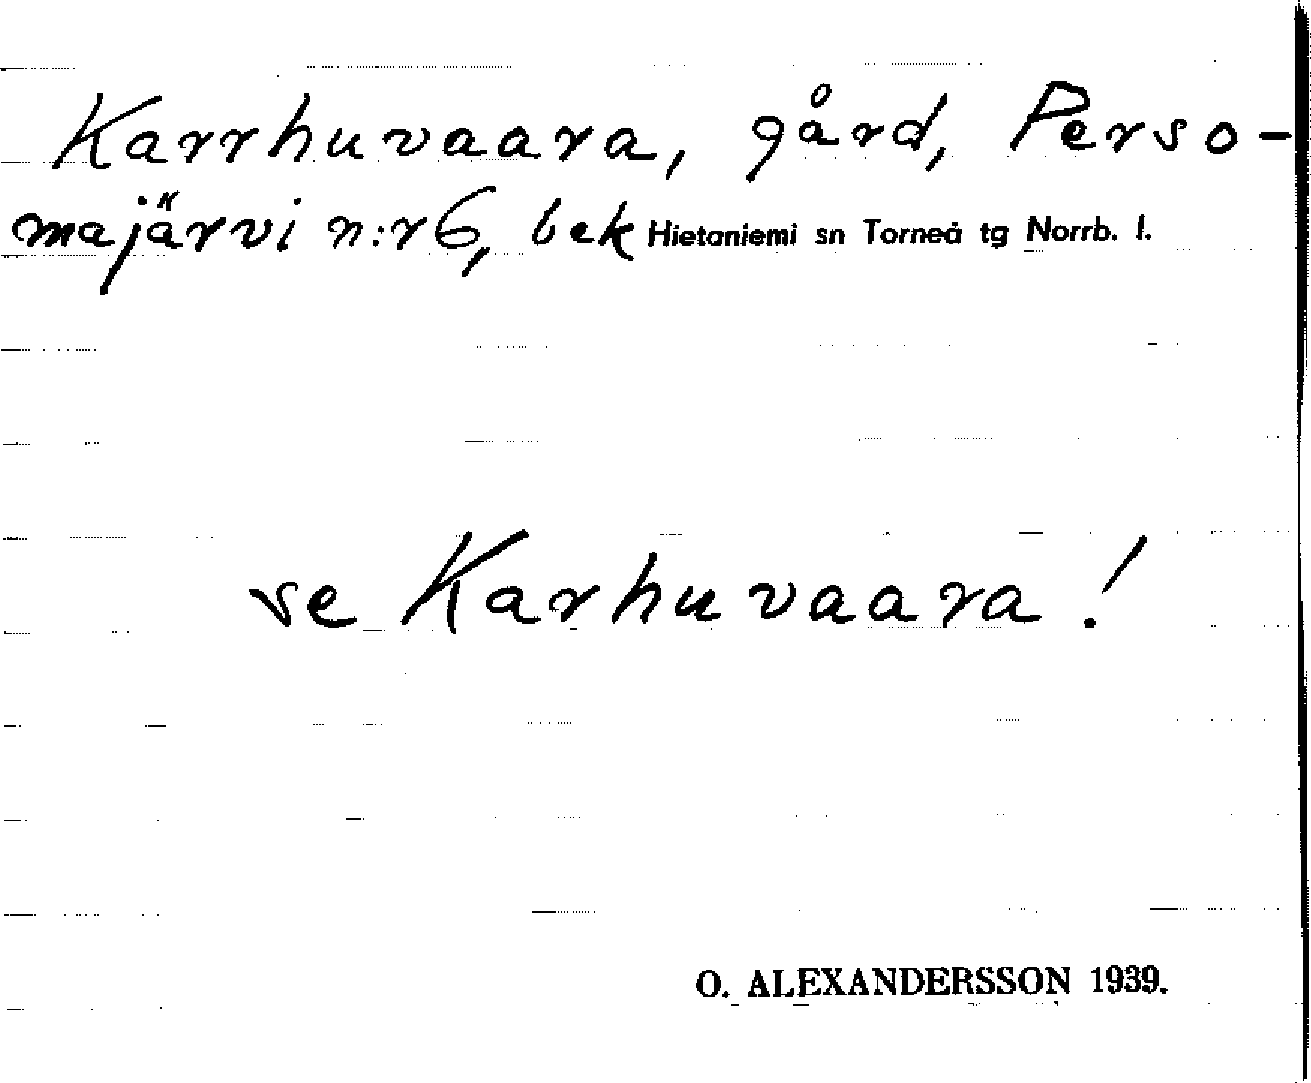 Karrhuvaara, gård, Perso-
majärvi n:r 6, bek Hietaniemi sn Torneå tg Norrb. l.
se Karhuvaara!
O. ALEXANDERSSON 1939.